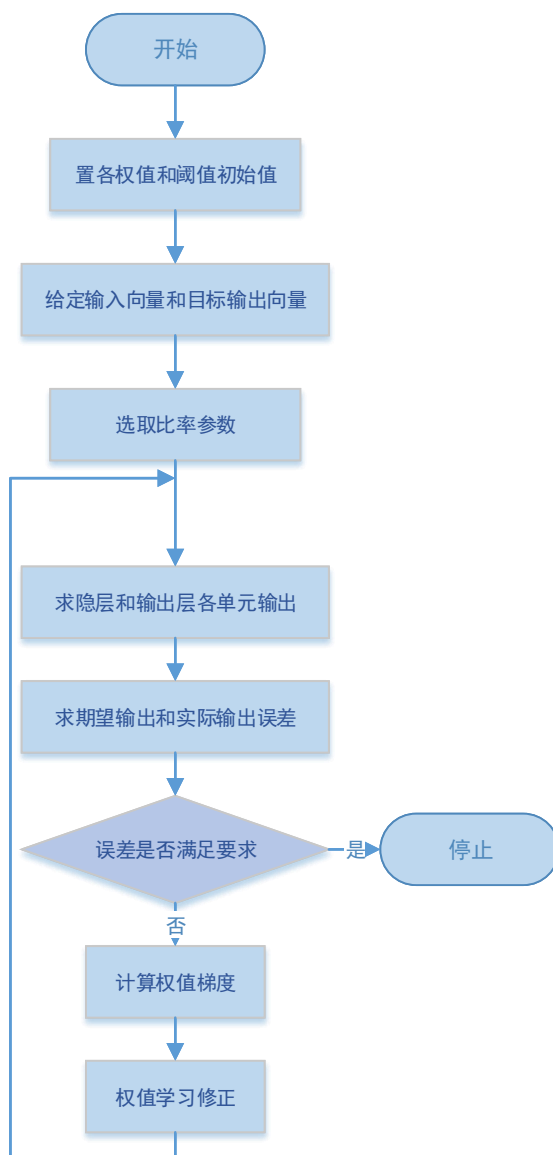 开始
置各权值和阈值初始值
给定输入向量和目标输出向量
选取比率参数
求隐层和输出层各单元输出
求期望输出和实际输出误差
误差是否满足要求
是
停止
否
计算权值梯度
权值学习修正